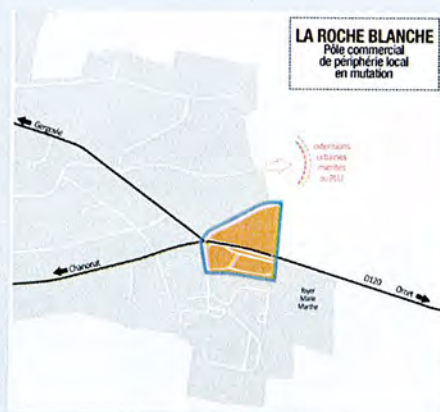 LA ROCHE BLANCHE
Pôle commercial
de périphérie local
en mutation
Gergovie
extensions
urbaines
inscrites
au PLU
Chanonat
D120
Orcet
foyer
Marie
Marthe